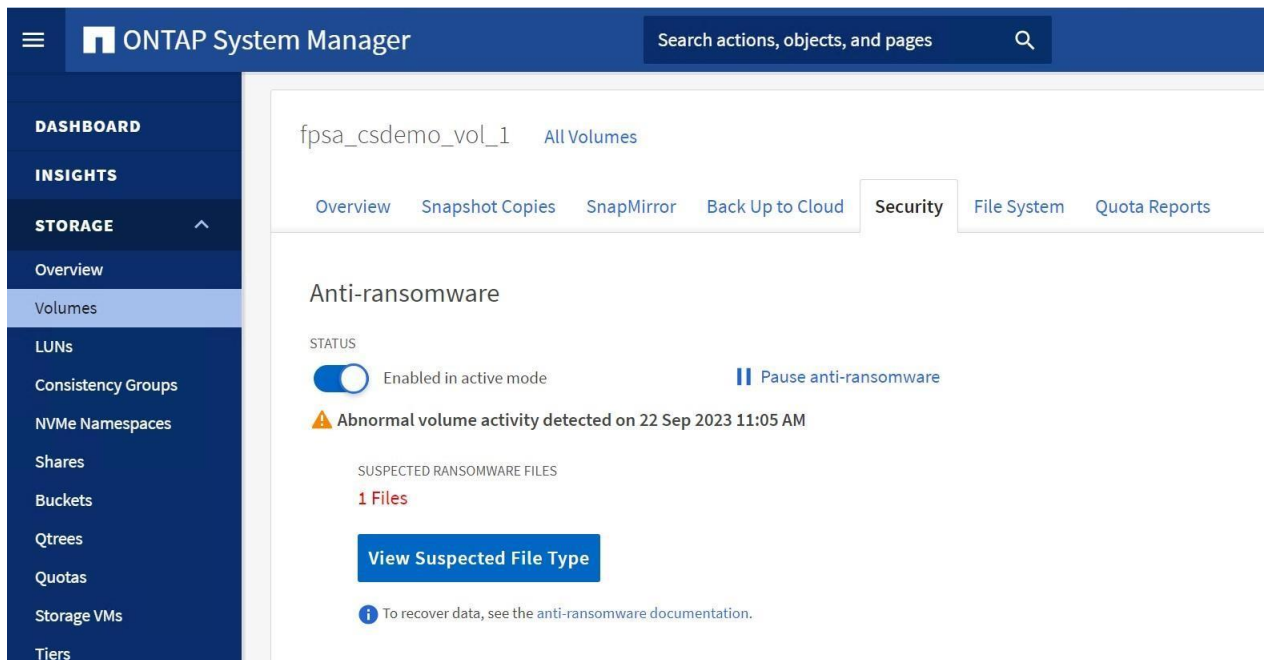 ONTAP System Manager
Search actions, objects, and pages
DASHBOARD
INSIGHTS
STORAGE
Overview
Volumes
LUNs
Consistency Groups
NVMe Namespaces
Shares
Buckets
Qtrees
Quotas
Storage VMs
Tiers
fpsa_csdemo_vol_1 All Volumes
Overview Snapshot Copies SnapMirror Back Up to Cloud Security File System Quota Reports
Anti-ransomware
STATUS
Enabled in active mode Pause anti-ransomware
Abnormal volume activity detected on 22 Sep 2023 11:05 AM
SUSPECTED RANSOMWARE FILES
1 Files
View Suspected File Type
To recover data, see the anti-ransomware documentation.